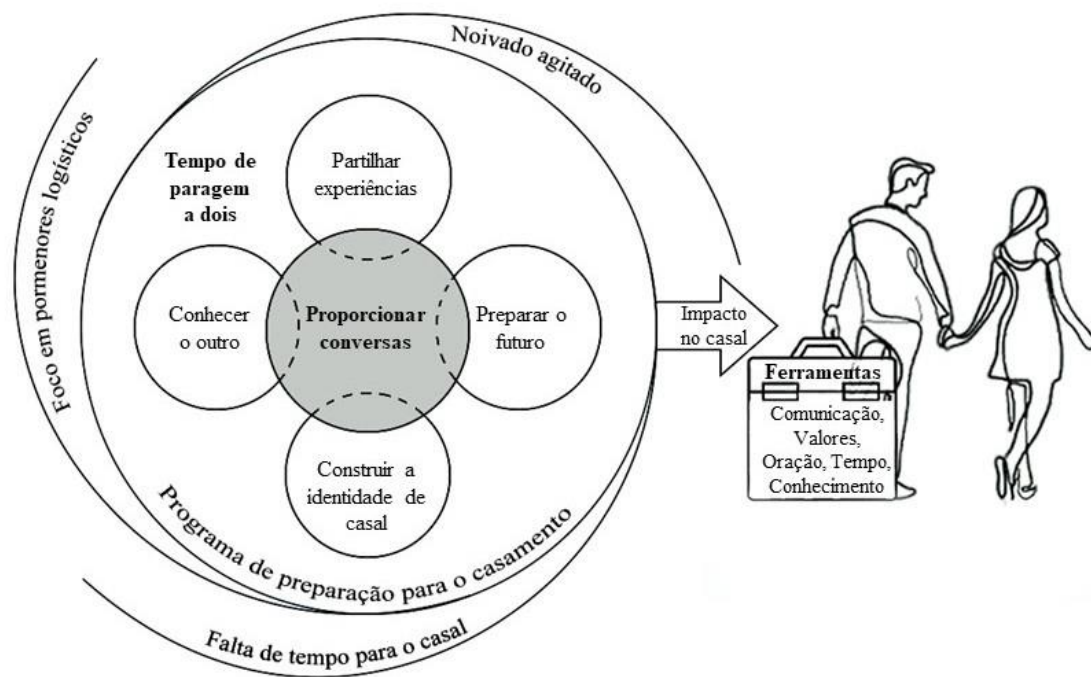 Noivado agitado
Foco em pormenores logísticos
Tempo de
paragem
a dois
Partilhar
experiências
Conhecer
o outro
Proporcionar
conversas
Preparar o
futuro
Construir a
identidade de
casal
Programa de preparação para o casamento
Falta de tempo para o casal
Impacto
no casal
Ferramentas
Comunicação,
Valores,
Oração, Tempo,
Conhecimento